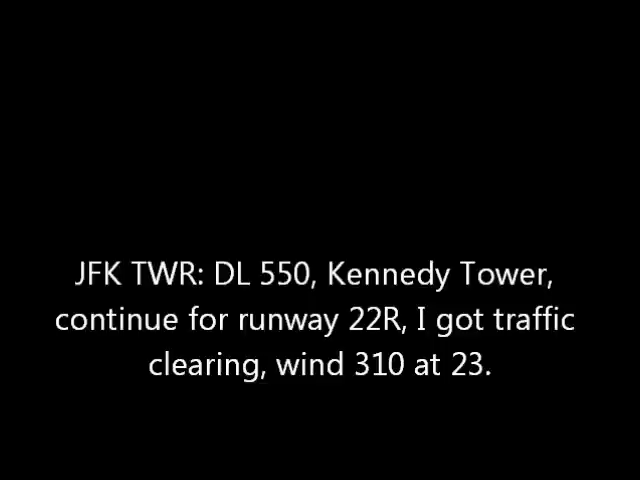 JFK TWR: DL 550, Kennedy Tower,
continue for runway 22R, I got traffic
clearing, wind 310 at 23.